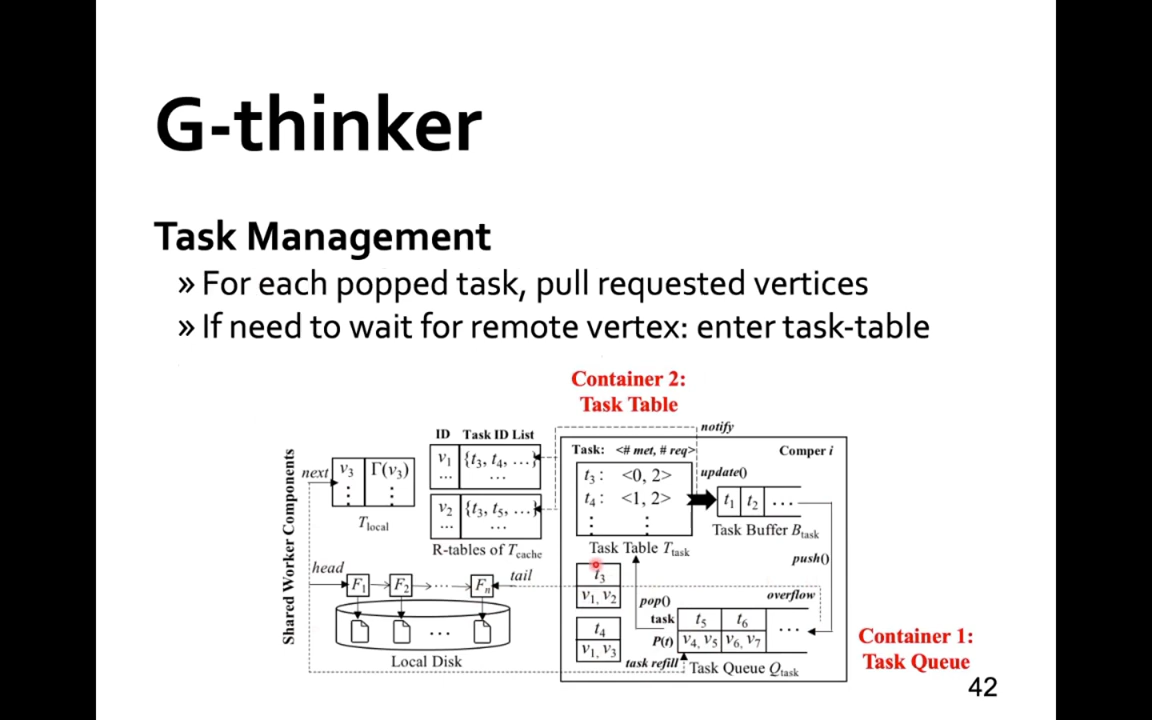 G-thinker
Task Management
» For each popped task, pull requested vertices
» If need to wait for remote vertex: enter task-table
Container 2:
Task Table
Shared Worker Components
next
v3 Γ(v3)
⋮ ⋮
Tlocal
ID Task ID List
v1 {t3, t4, …}
... ...
v2 {t3, t5, …}
... ...
R-tables of Tcache
head
F1 F2 ... Fn
tail
...
Local Disk
notify
Task: <# met, # req>
t3 : <0, 2>
t4 : <1, 2>
⋮ ⋮
Task Table Ttask
Comper i
update()
t1 t2 ...
Task Buffer Btask
push()
t3
v1, v2
t4
v1, v3
pop()
overflow
task t5 t6
P(t) v4, v5 v6, v7 ...
task refill
Task Queue Qtask
Container 1:
Task Queue
42